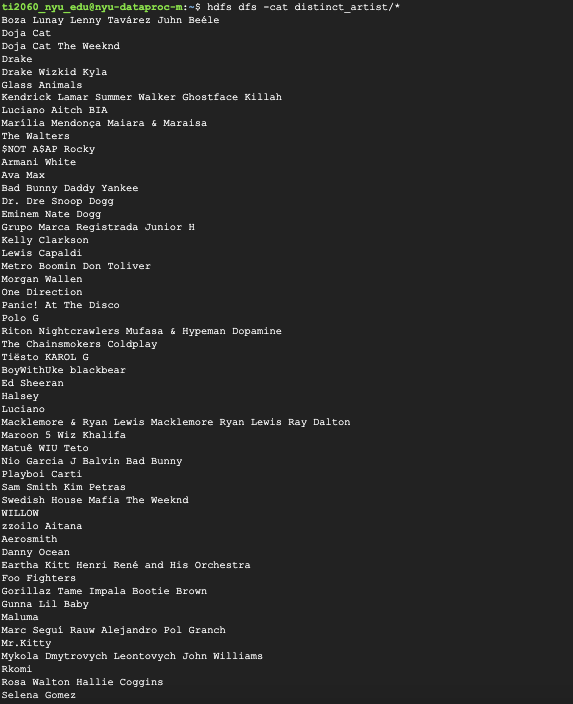 ti2060_nyu_edu@nyu-dataproc-m:~$ hdfs dfs -cat distinct_artist/*
Boza Lunay Lenny Tavárez Juhn Beéle
Doja Cat
Doja Cat The Weeknd
Drake
Drake Wizkid Kyla
Glass Animals
Kendrick Lamar Summer Walker Ghostface Killah
Luciano Aitch BIA
Marília Mendonça Maiara & Maraisa
The Walters
$NOT A$AP Rocky
Armani White
Ava Max
Bad Bunny Daddy Yankee
Dr. Dre Snoop Dogg
Eminem Nate Dogg
Grupo Marca Registrada Junior H
Kelly Clarkson
Lewis Capaldi
Metro Boomin Don Toliver
Morgan Wallen
One Direction
Panic! At The Disco
Polo G
Riton Nightcrawlers Mufasa & Hypeman Dopamine
The Chainsmokers Coldplay
Tiësto KAROL G
BoyWithUke blackbear
Ed Sheeran
Halsey
Luciano
Macklemore & Ryan Lewis Macklemore Ryan Lewis Ray Dalton
Maroon 5 Wiz Khalifa
Matuê WIU Teto
Nio Garcia J Balvin Bad Bunny
Playboi Carti
Sam Smith Kim Petras
Swedish House Mafia The Weeknd
WILLOW
zzoilo Aitana
Aerosmith
Danny Ocean
Eartha Kitt Henri René and His Orchestra
Foo Fighters
Gorillaz Tame Impala Bootie Brown
Gunna Lil Baby
Maluma
Marc Seguí Rauw Alejandro Pol Granch
Mr.Kitty
Mykola Dmytrovych Leontovych John Williams
Rkomi
Rosa Walton Hallie Coggins
Selena Gomez